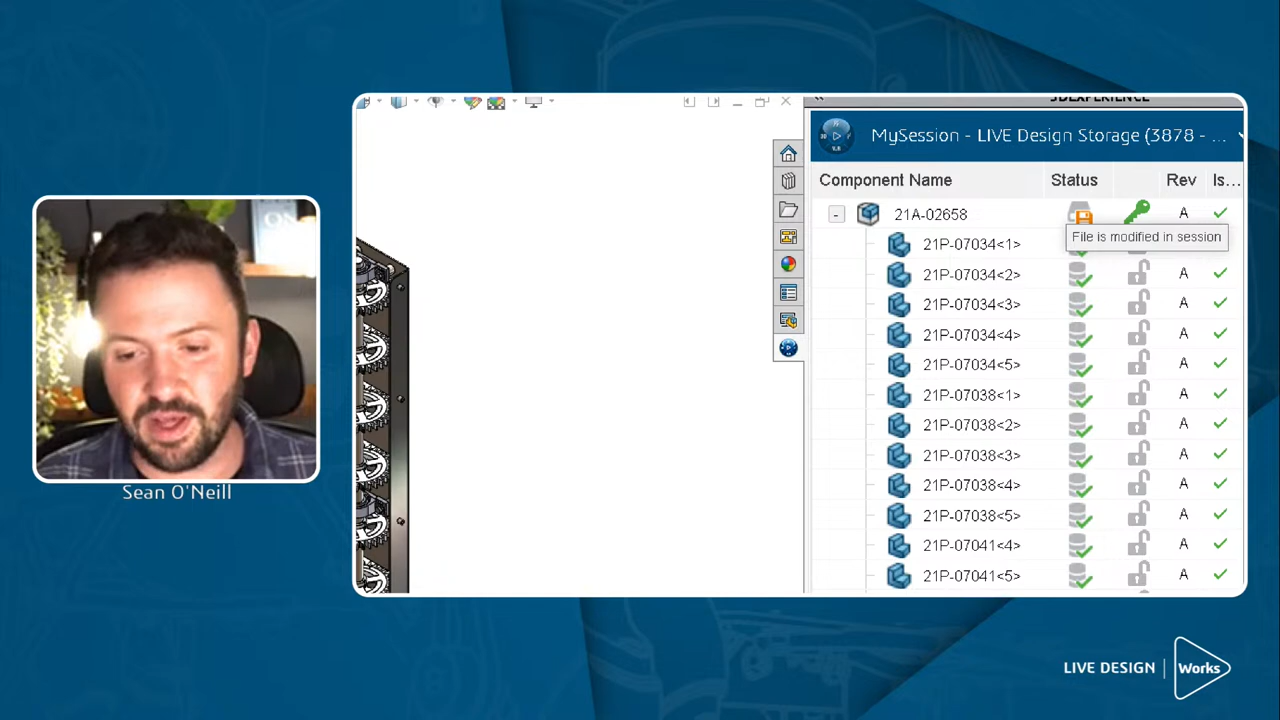 3DEXPERIENCE
MySession - LIVE Design Storage (3878 - ...
Component Name Status Rev Is...
21A-02658 A
File is modified in session
21P-07034<1>
21P-07034<2> A
21P-07034<3> A
21P-07034<4> A
21P-07034<5> A
21P-07038<1> A
21P-07038<2> A
21P-07038<3> A
21P-07038<4> A
21P-07038<5> A
21P-07041<4> A
21P-07041<5> A
Sean O'Neill
LIVE DESIGN | Works